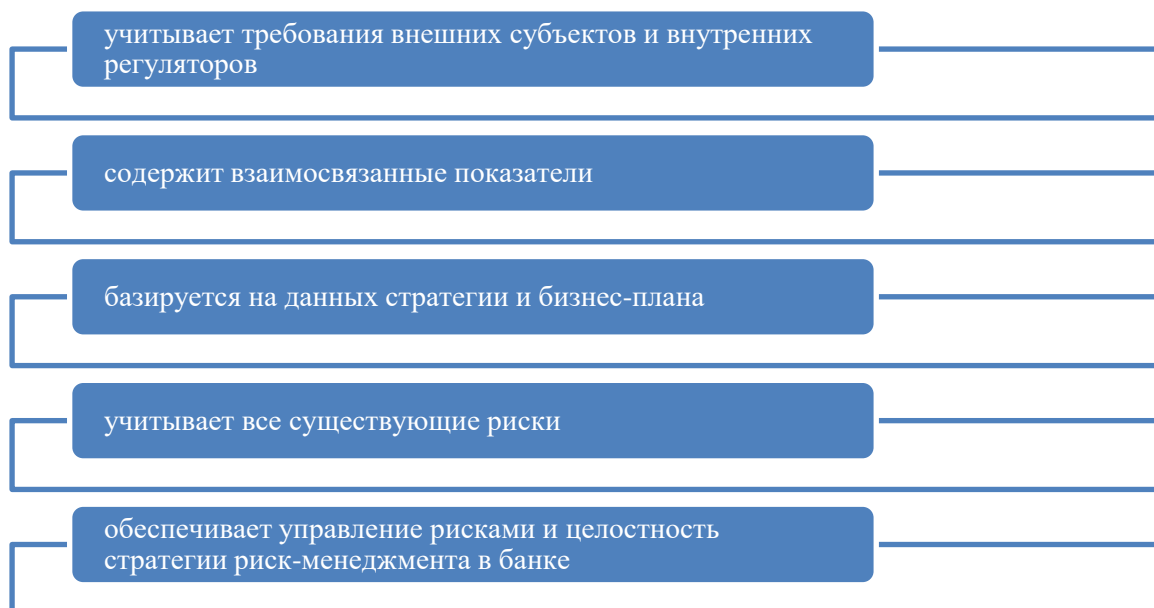 учитывает требования внешних субъектов и внутренних
регуляторов
содержит взаимосвязанные показатели
базируется на данных стратегии и бизнес-плана
учитывает все существующие риски
обеспечивает управление рисками и целостность
стратегии риск-менеджмента в банке